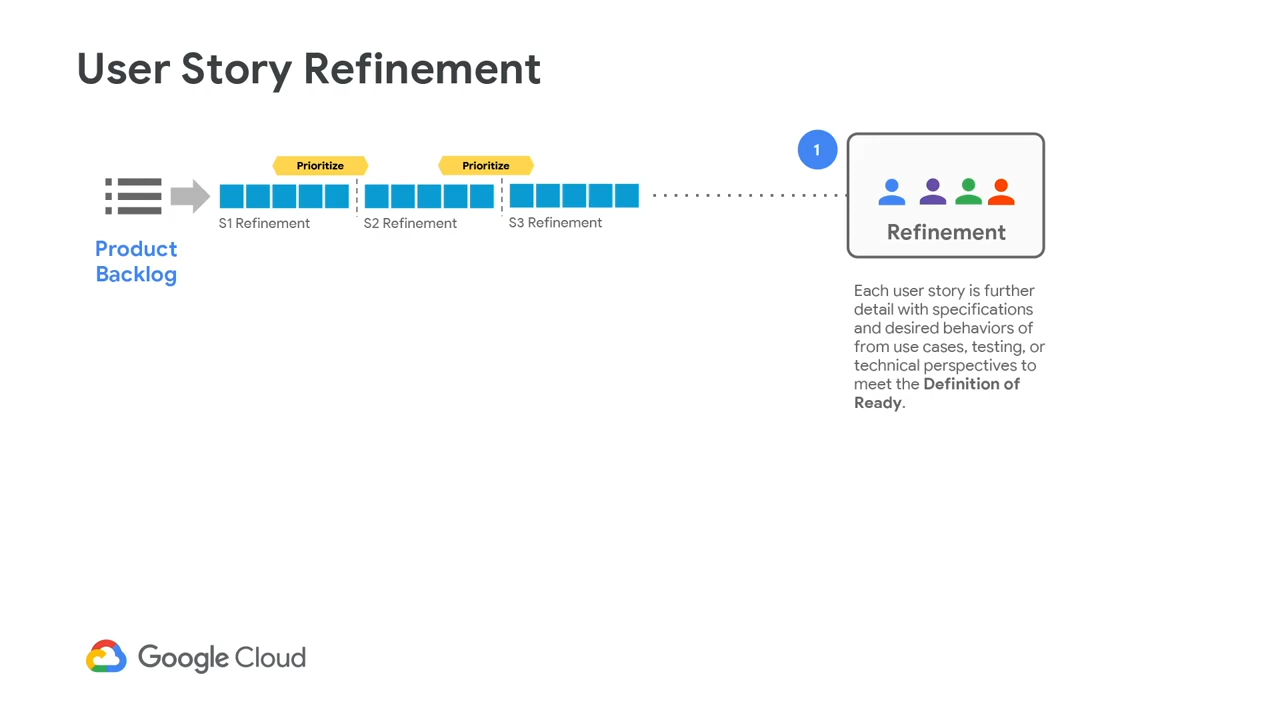 User Story Refinement
Prioritize
Prioritize
1
S1 Refinement
S2 Refinement
S3 Refinement
Product
Backlog
Refinement
Each user story is further
detail with specifications
and desired behaviors of
from use cases, testing, or
technical perspectives to
meet the Definition of
Ready.
Google Cloud